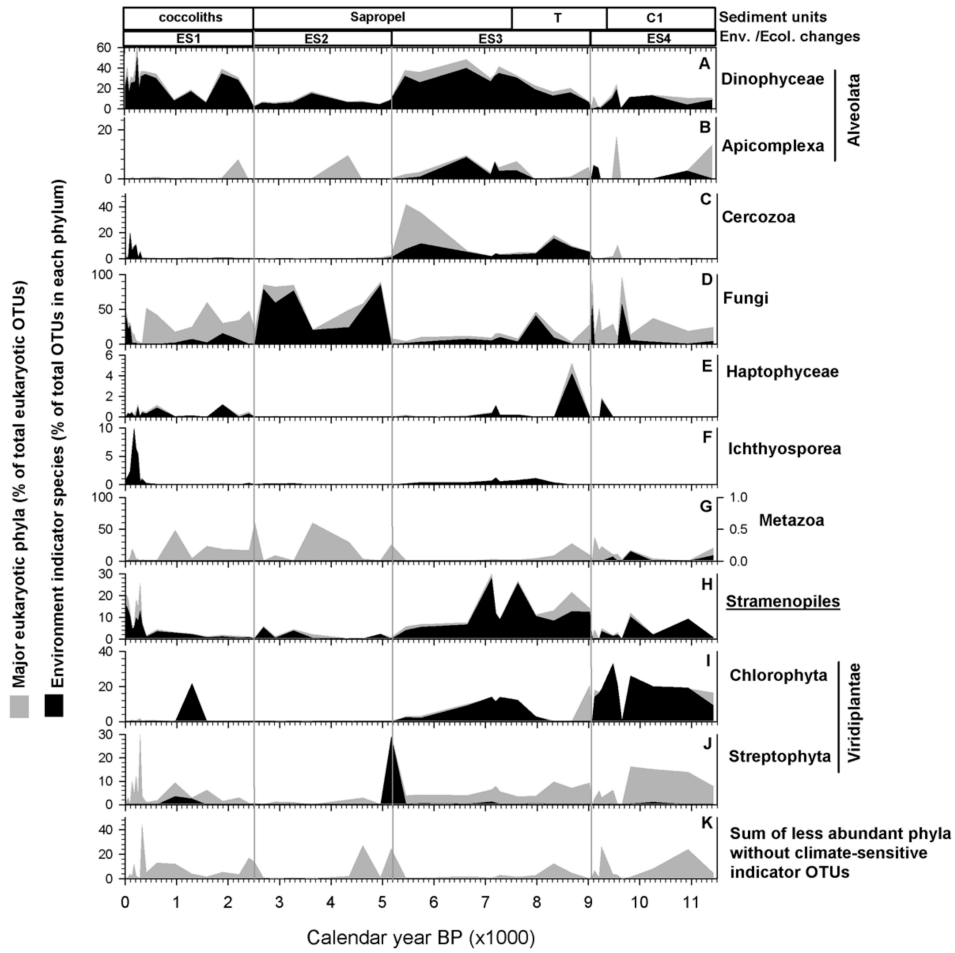 coccoliths Sapropel T C1 Sediment units
ES1 ES2 ES3 ES4 Env. /Ecol. changes
60 40 20 0 A Dinophyceae
20 0 B Apicomplexa
Alveolata
40 20 0 C Cercozoa
100 50 0 D Fungi
6 4 2 0 E Haptophyceae
10 5 0 F Ichthyosporea
100 50 0 G 1.0 0.5 0.0 Metazoa
30 20 10 0 H Stramenopiles
40 20 0 I Chlorophyta
30 20 10 0 J Streptophyta
Viridiplantae
40 20 0 K Sum of less abundant phyla
without climate-sensitive
indicator OTUs
0 1 2 3 4 5 6 7 8 9 10 11
Calendar year BP (x1000)
Major eukaryotic phyla (% of total eukaryotic OTUs)
Environment indicator species (% of total OTUs in each phylum)